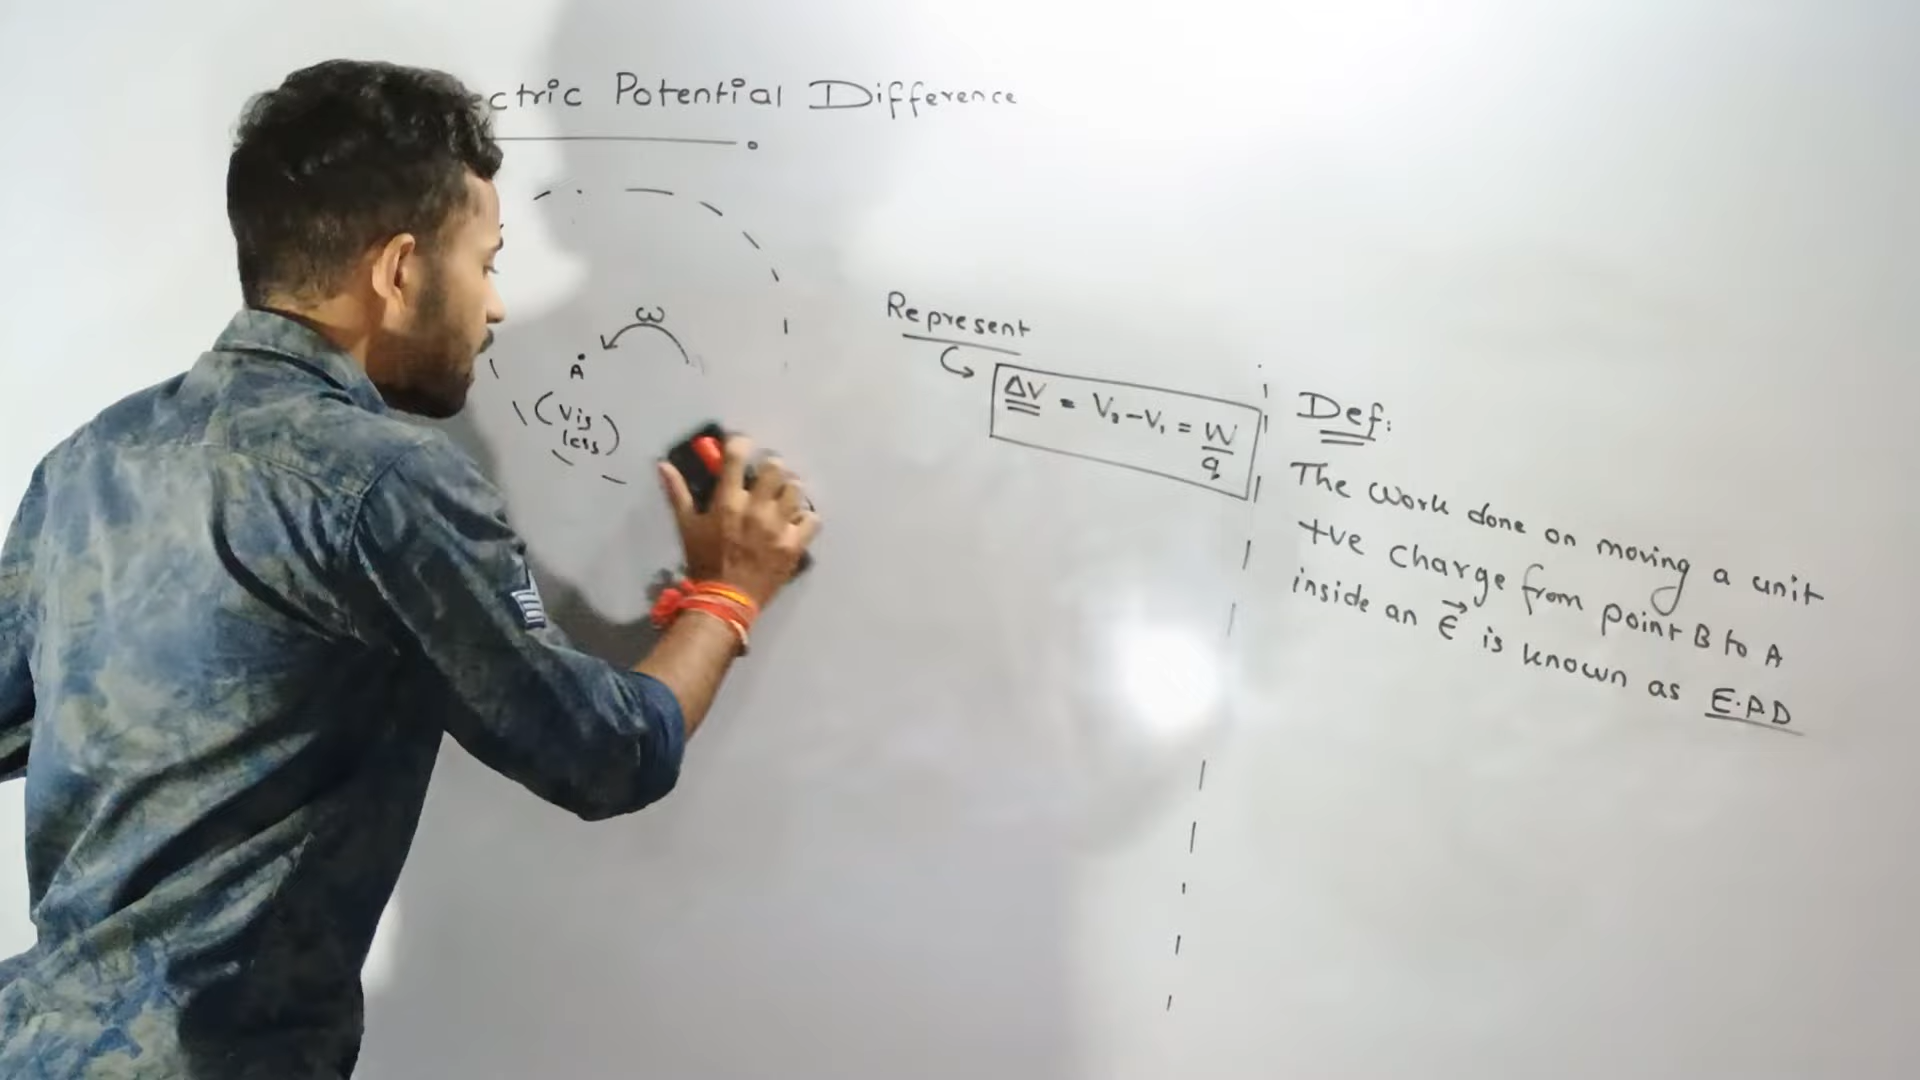 ctric Potential Difference
ω
A
(V is
less)
Represent
ΔV = V₂-V₁ = W/q
Def:
The work done on moving a unit
+ve charge from point B to A
inside an E⃗ is known as E.P.D